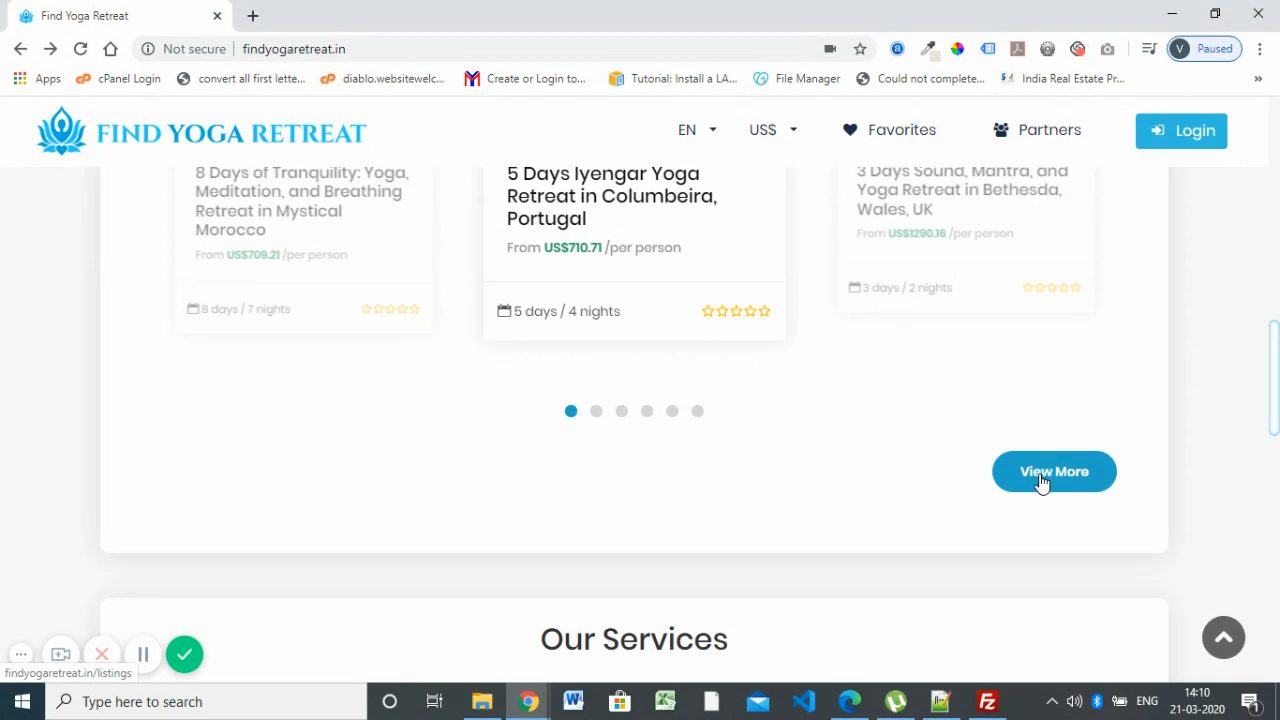 Find Yoga Retreat
Not secure
findyogaretreat.in
Paused
V
Apps
cPanel Login
convert all first lette...
diablo.websitewelc...
Create or Login to...
Tutorial: Install a LA...
File Manager
Could not complete...
India Real Estate Pr...
»
FIND YOGA RETREAT
EN
US$
Favorites
Partners
Login
8 Days of Tranquility: Yoga,
Meditation, and Breathing
Retreat in Mystical
Morocco
From US$709.21 /per person
8 days / 7 nights
5 Days Iyengar Yoga
Retreat in Columbeira,
Portugal
From US$710.71 /per person
5 days / 4 nights
3 Days Sound, Mantra, and
Yoga Retreat in Bethesda,
Wales, UK
From US$1290.16 /per person
3 days / 2 nights
View More
Our Services
findyogaretreat.in/listings
Type here to search
ENG
14:10
21-03-2020
1